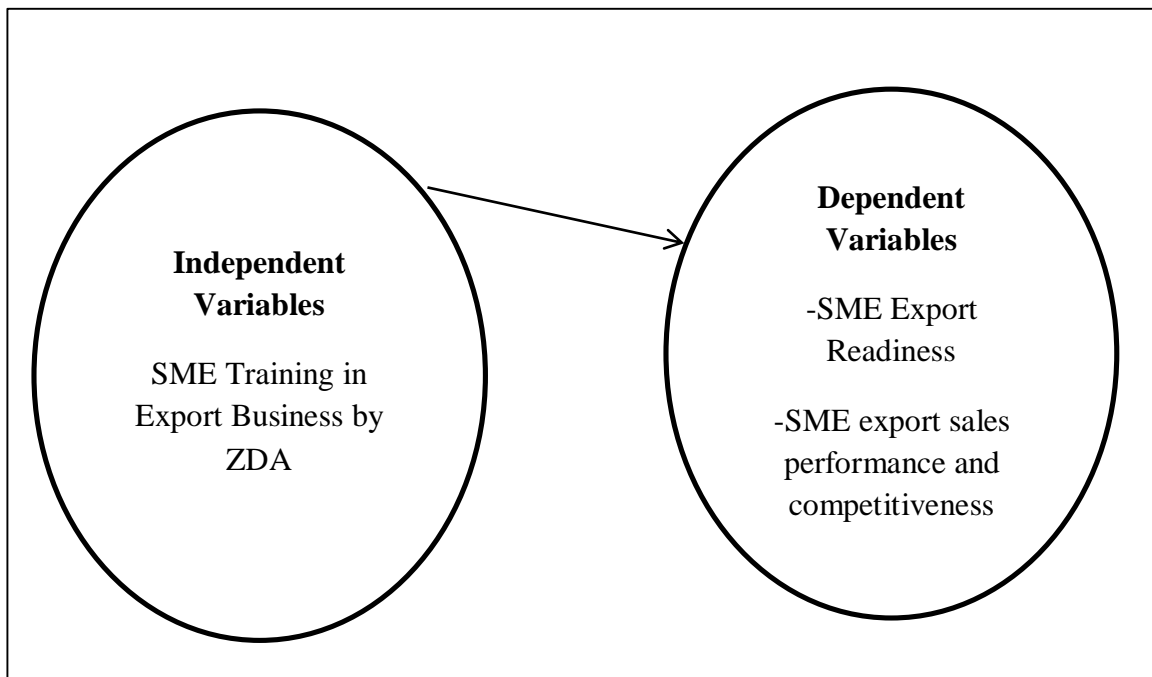 Independent
Variables
SME Training in
Export Business by
ZDA
Dependent
Variables
-SME Export
Readiness
-SME export sales
performance and
competitiveness